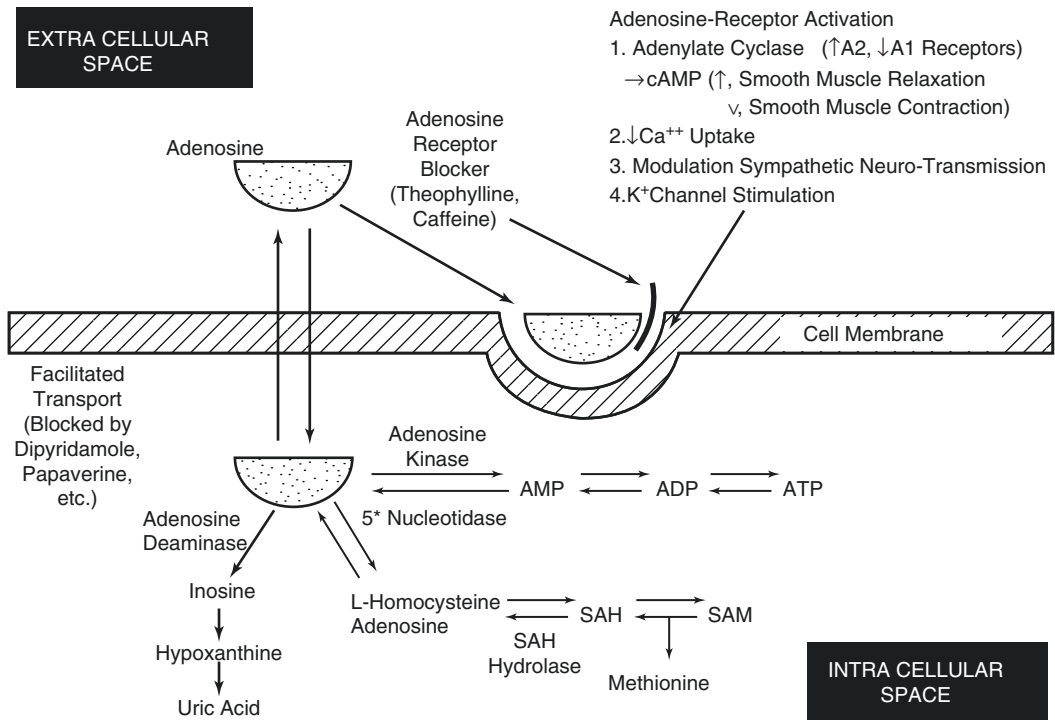 EXTRA CELLULAR
SPACE
Adenosine-Receptor Activation
1. Adenylate Cyclase (↑A2, ↓A1 Receptors)
→cAMP (↑, Smooth Muscle Relaxation
v, Smooth Muscle Contraction)
2.↓Ca++ Uptake
3. Modulation Sympathetic Neuro-Transmission
4.K+Channel Stimulation
Adenosine
Adenosine
Receptor
Blocker
(Theophylline,
Caffeine)
Cell Membrane
Facilitated
Transport
(Blocked by
Dipyridamole,
Papaverine,
etc.)
Adenosine
Kinase
AMP
ADP
ATP
5* Nucleotidase
Adenosine
Deaminase
Inosine
Hypoxanthine
Uric Acid
L-Homocysteine
Adenosine
SAH
SAM
SAH
Hydrolase
Methionine
INTRA CELLULAR
SPACE